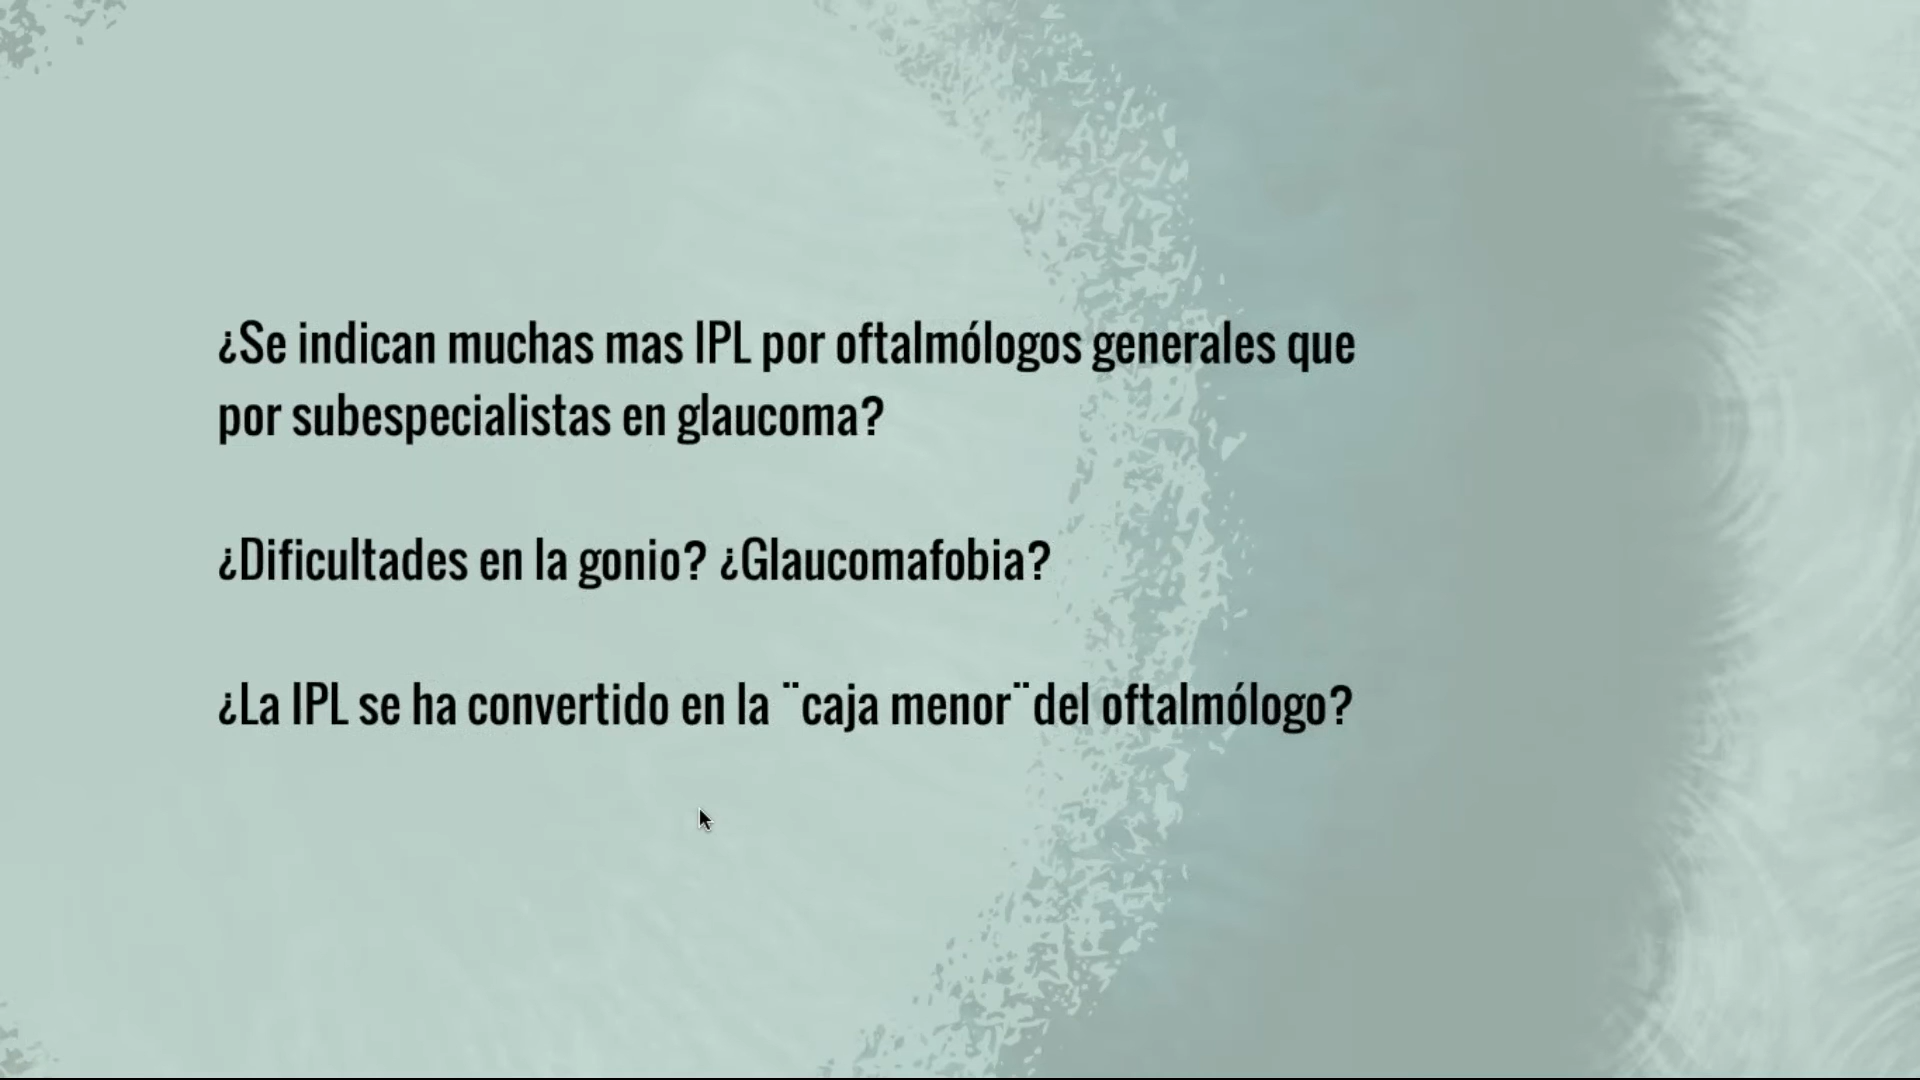 ¿Se indican muchas mas IPL por oftalmólogos generales que
por subespecialistas en glaucoma?
¿Dificultades en la gonio? ¿Glaucomafobia?
¿La IPL se ha convertido en la ¨caja menor¨del oftalmólogo?